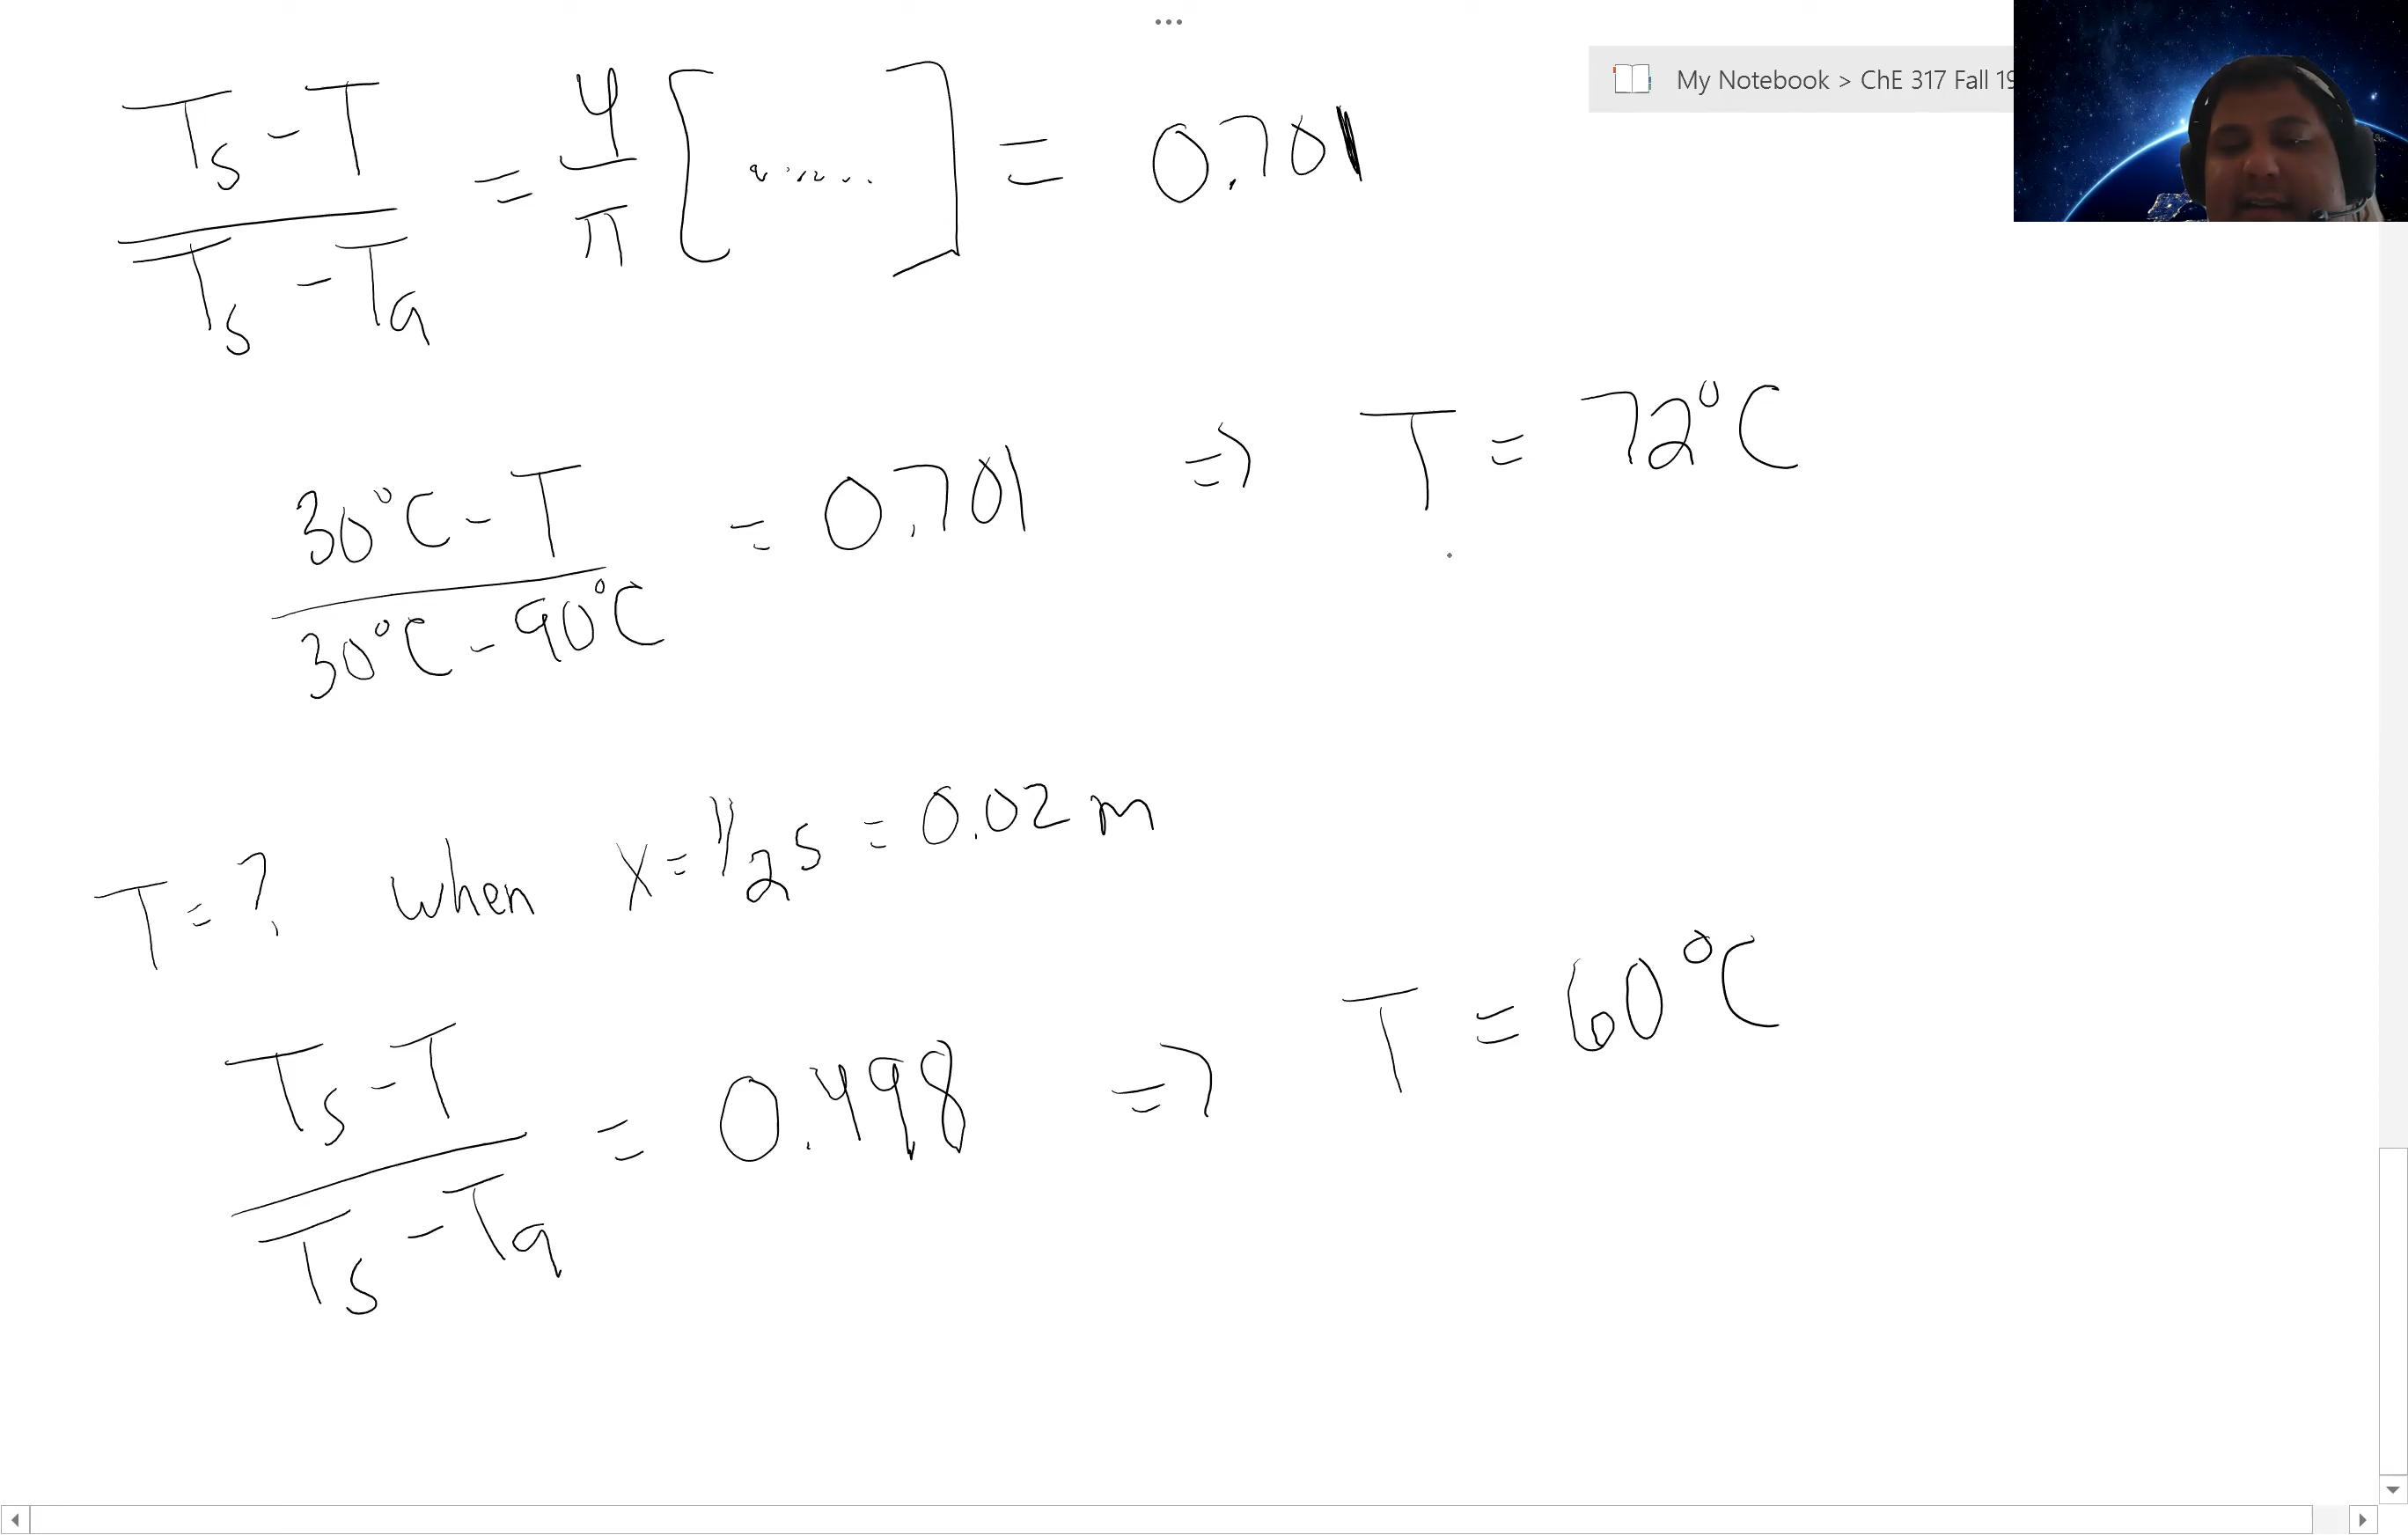 My Notebook > ChE 317 Fall 19
Ts - T / Ts - Ta = 4/π [ ...... ] = 0.701
30°C - T / 30°C - 90°C = 0.701 ⇒ T = 72°C
T = ? when x = 1/2 s = 0.02 m
Ts - T / Ts - Ta = 0.498 ⇒ T = 60°C